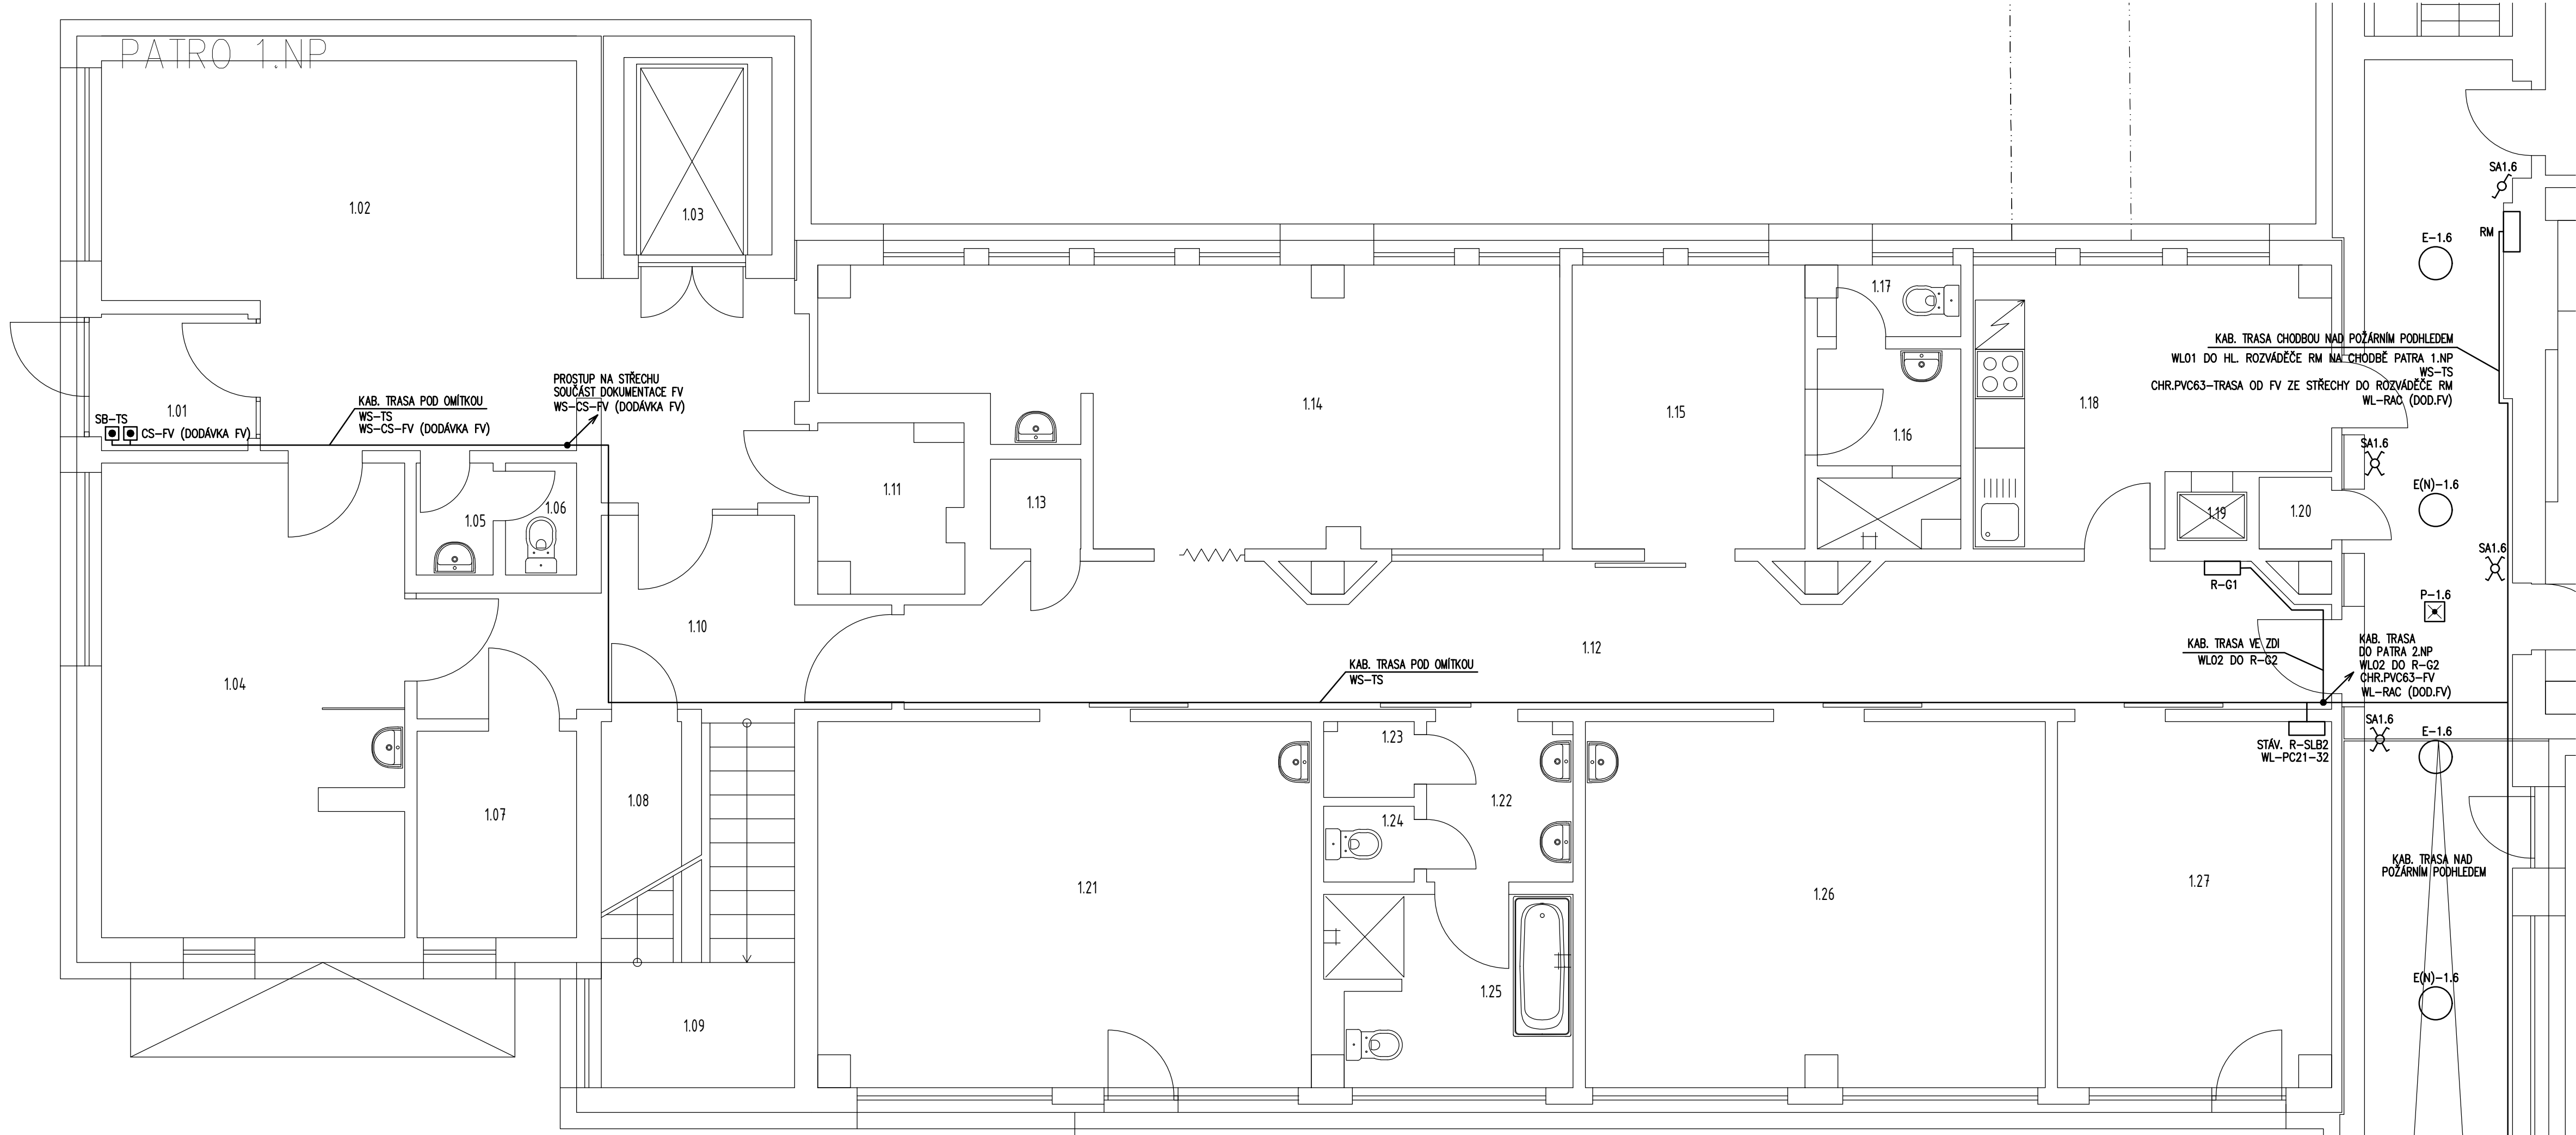 PATRO 1.NP
1.02
1.03
SA1.6
RM
E-1.6
1.17
KAB. TRASA CHODBOU NAD POŽÁRNÍM PODHLEDEM
WL01 DO HL. ROZVÁDĚČE RM NA CHODBĚ PATRA 1.NP
WS-TS
CHR.PVC63-TRASA OD FV ZE STŘECHY DO ROZVÁDĚČE RM
WL-RAC (DOD.FV)
PROSTUP NA STŘECHU
SOUČÁST DOKUMENTACE FV
WS-CS-FV (DODÁVKA FV)
KAB. TRASA POD OMÍTKOU
WS-TS
WS-CS-FV (DODÁVKA FV)
1.01
SB-TS
CS-FV (DODÁVKA FV)
1.14
1.15
1.18
1.16
SA1.6
1.11
1.13
1.05
1.06
1.19
1.20
E(N)-1.6
SA1.6
R-G1
P-1.6
1.10
1.12
1.04
KAB. TRASA POD OMÍTKOU
WS-TS
KAB. TRASA VE ZDI
WL02 DO R-G2
KAB. TRASA
DO PATRA 2.NP
WL02 DO R-G2
CHR.PVC63-FV
WL-RAC (DOD.FV)
SA1.6
E-1.6
STÁV. R-SLB2
WL-PC21-32
1.23
1.08
1.07
1.22
1.24
1.21
1.26
1.27
KAB. TRASA NAD
POŽÁRNÍM PODHLEDEM
E(N)-1.6
1.25
1.09